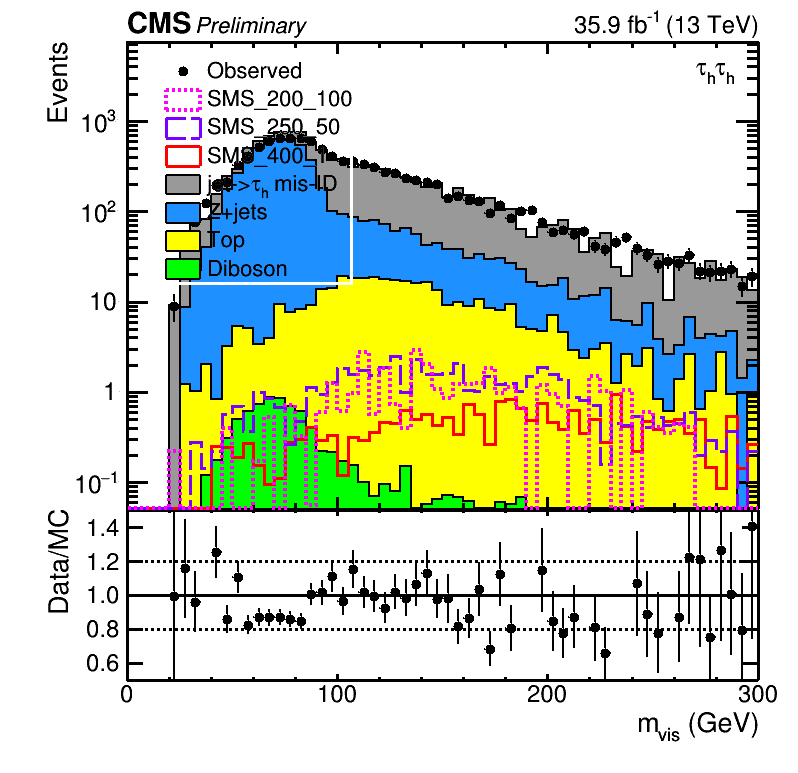 CMS Preliminary 35.9 fb⁻¹ (13 TeV)
Events
τₕτₕ
Observed
SMS_200_100
SMS_250_50
SMS_400_1
jet->τₕ mis-ID
Z+jets
Top
Diboson
10³
10²
10
1
10⁻¹
Data/MC
1.4
1.2
1.0
0.8
0.6
0 100 200 300
m_vis (GeV)